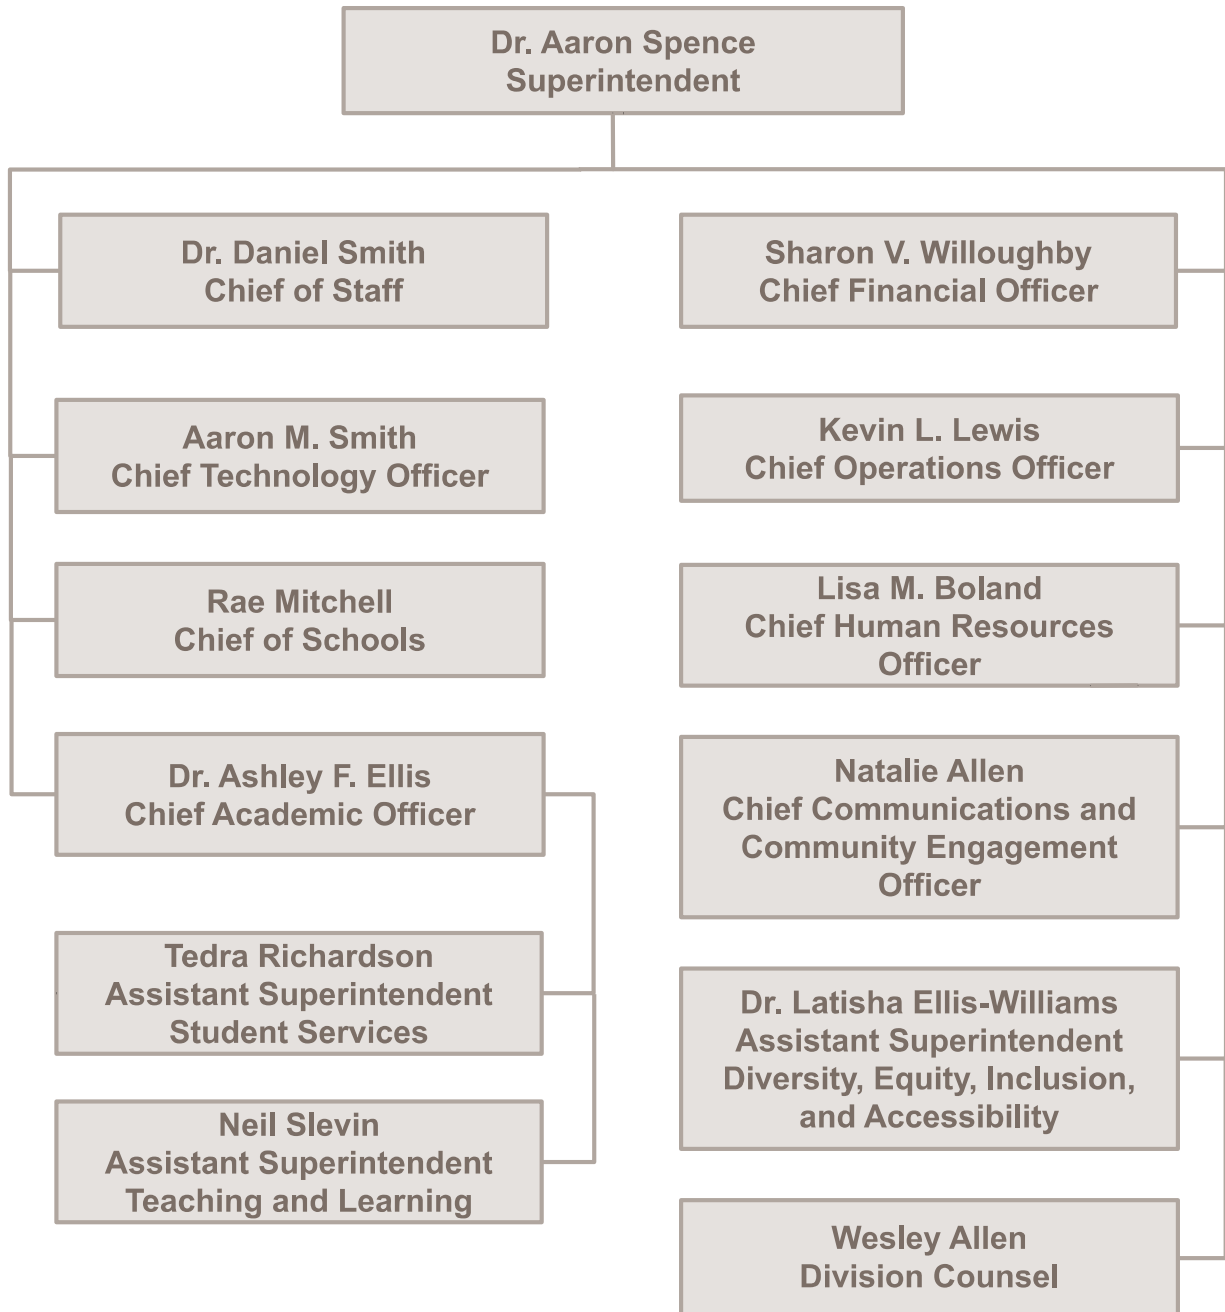 Dr. Aaron Spence
Superintendent
Dr. Daniel Smith
Chief of Staff
Aaron M. Smith
Chief Technology Officer
Rae Mitchell
Chief of Schools
Dr. Ashley F. Ellis
Chief Academic Officer
Tedra Richardson
Assistant Superintendent
Student Services
Neil Slevin
Assistant Superintendent
Teaching and Learning
Sharon V. Willoughby
Chief Financial Officer
Kevin L. Lewis
Chief Operations Officer
Lisa M. Boland
Chief Human Resources
Officer
Natalie Allen
Chief Communications and
Community Engagement
Officer
Dr. Latisha Ellis-Williams
Assistant Superintendent
Diversity, Equity, Inclusion,
and Accessibility
Wesley Allen
Division Counsel